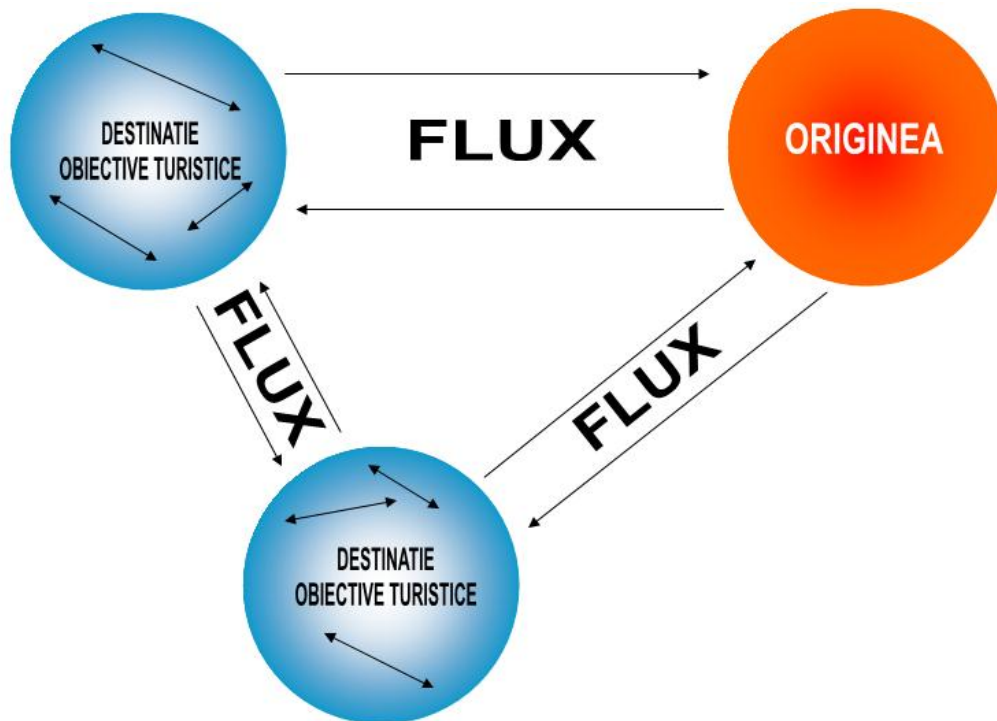 DESTINATIE
OBIECTIVE TURISTICE
FLUX
ORIGINEA
FLUX
FLUX
DESTINATIE
OBIECTIVE TURISTICE